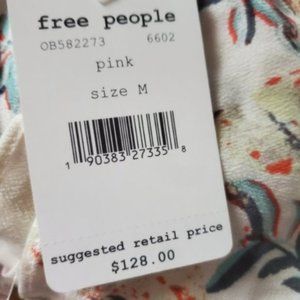 free people
OB582273 6602
pink
size M
1 90383 27335 8
suggested retail price
$128.00